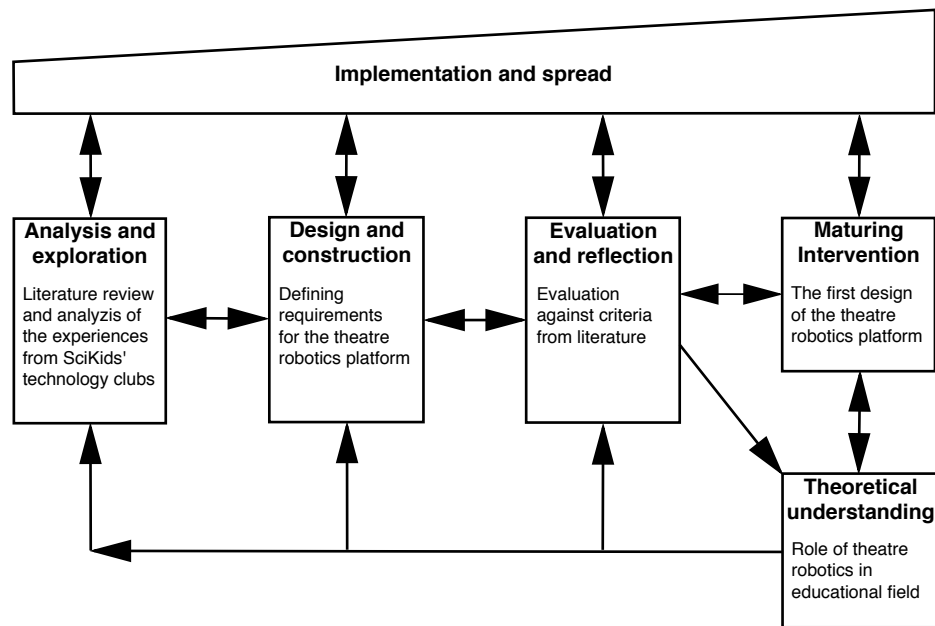 Implementation and spread
Analysis and
exploration
Literature review
and analyzis of
the experiences
from SciKids'
technology clubs
Design and
construction
Defining
requirements
for the theatre
robotics platform
Evaluation
and reflection
Evaluation
against criteria
from literature
Maturing
Intervention
The first design
of the theatre
robotics platform
Theoretical
understanding
Role of theatre
robotics in
educational field